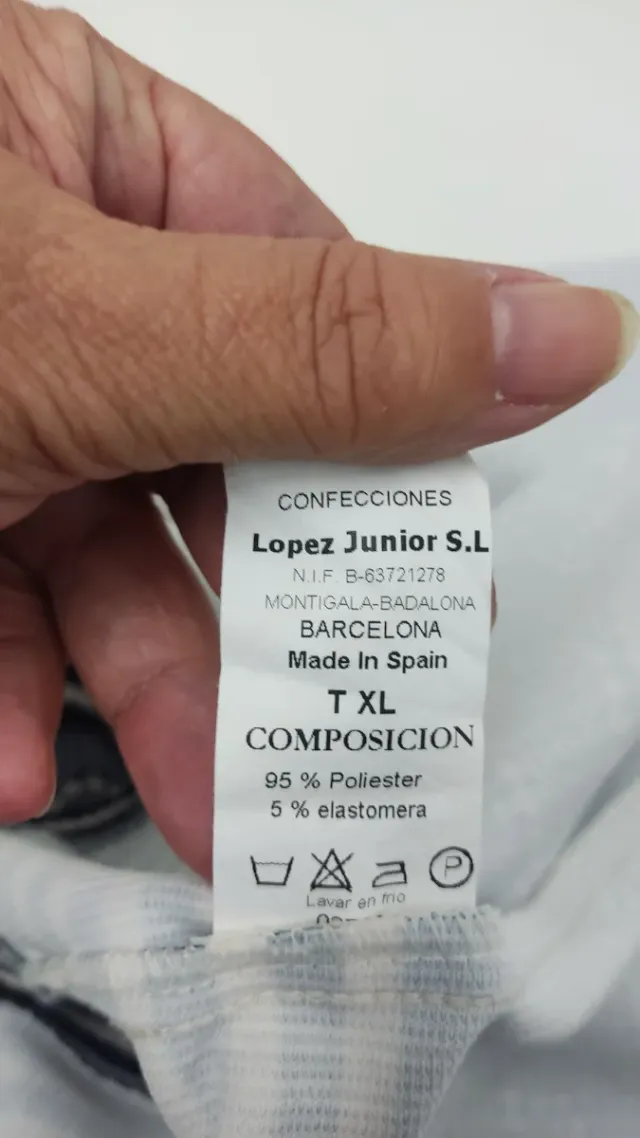 CONFECCIONES
Lopez Junior S.L
N.I.F. B-63721278
MONTIGALA-BADALONA
BARCELONA
Made In Spain
T XL
COMPOSICION
95 % Poliester
5 % elastomera
P
Lavar en frio